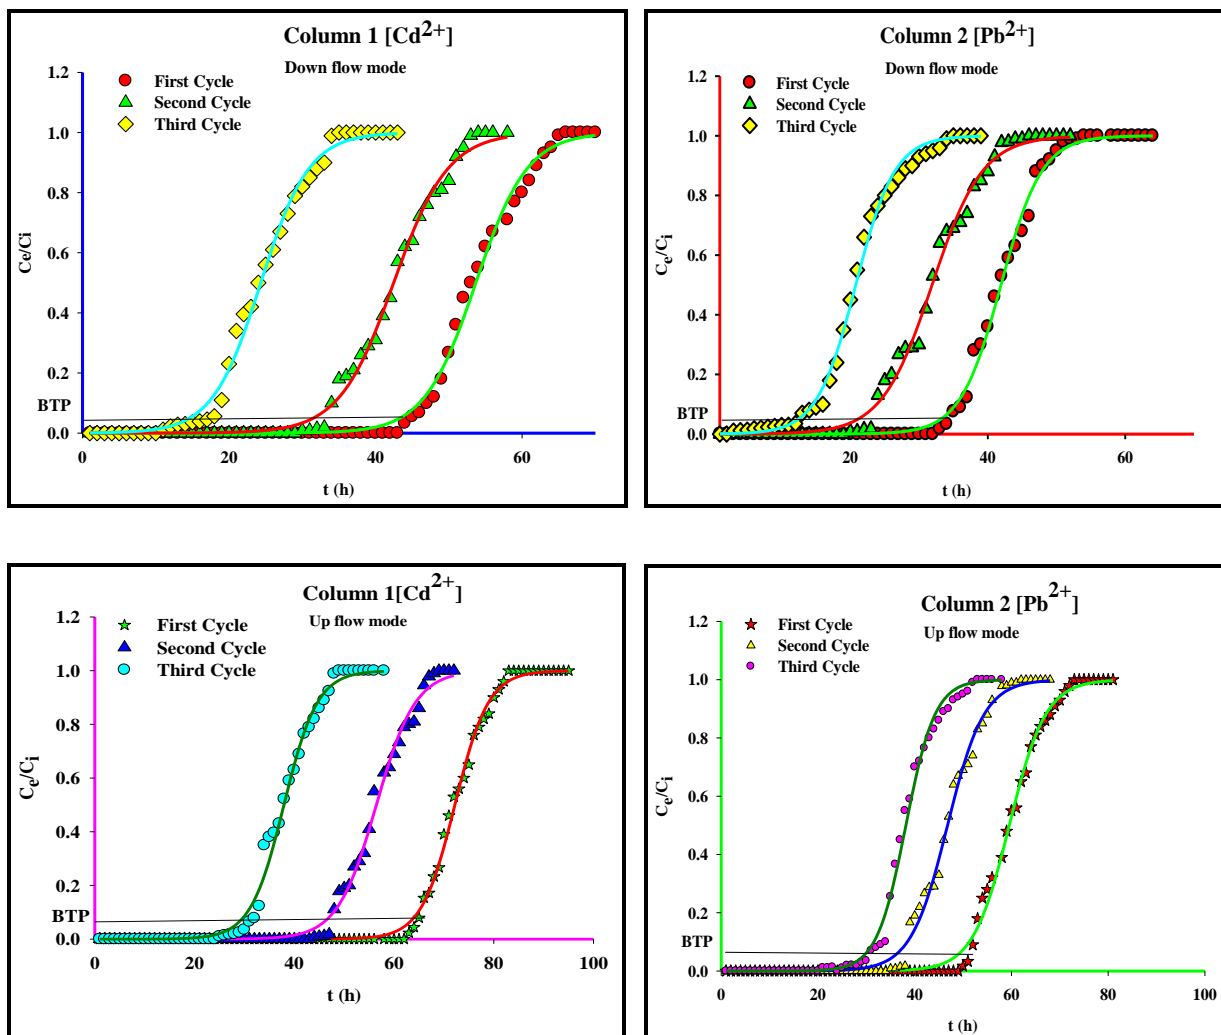 Column 1 [Cd2+]
Down flow mode
First Cycle
Second Cycle
Third Cycle
1.2
1.0
0.8
0.6
0.4
0.2
0.0
BTP
Ce/Ci
0 20 40 60
t (h)
Column 2 [Pb2+]
Down flow mode
First Cycle
Second Cycle
Third Cycle
1.2
1.0
0.8
0.6
0.4
0.2
0.0
BTP
Ce/Ci
20 40 60
t (h)
Column 1[Cd2+]
Up flow mode
First Cycle
Second Cycle
Third Cycle
1.2
1.0
0.8
0.6
0.4
0.2
0.0
BTP
Ce/Ci
0 20 40 60 80 100
t (h)
Column 2 [Pb2+]
Up flow mode
First Cycle
Second Cycle
Third Cycle
1.2
1.0
0.8
0.6
0.4
0.2
0.0
BTP
Ce/Ci
0 20 40 60 80 100
t (h)